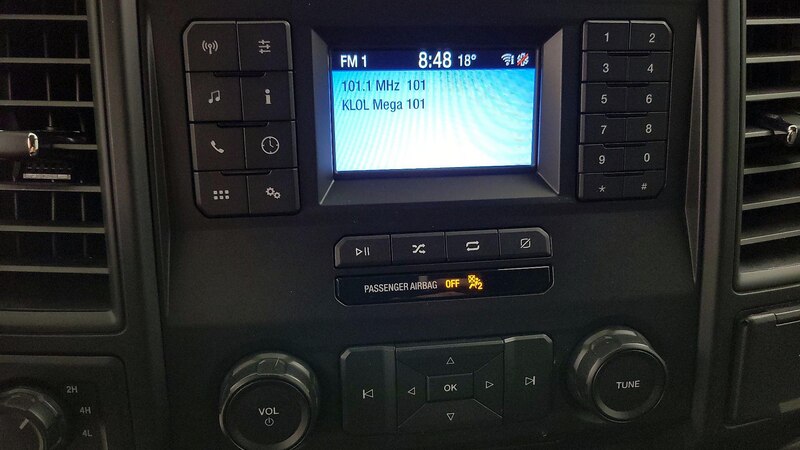 FM 1 8:48 18°
101.1 MHz 101
KLOL Mega 101
i
1 2
3 4
5 6
7 8
9 0
* #
PASSENGER AIRBAG OFF 2
2H
4H
4L
VOL
OK
TUNE